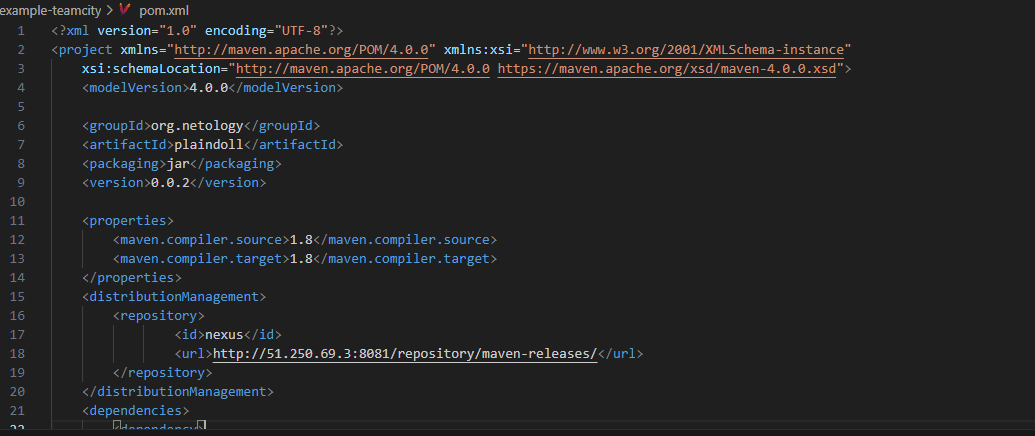 example-teamcity > pom.xml
1 <?xml version="1.0" encoding="UTF-8"?>
2 <project xmlns="http://maven.apache.org/POM/4.0.0" xmlns:xsi="http://www.w3.org/2001/XMLSchema-instance"
3 xsi:schemaLocation="http://maven.apache.org/POM/4.0.0 https://maven.apache.org/xsd/maven-4.0.0.xsd">
4 <modelVersion>4.0.0</modelVersion>
5
6 <groupId>org.netology</groupId>
7 <artifactId>plaindoll</artifactId>
8 <packaging>jar</packaging>
9 <version>0.0.2</version>
10
11 <properties>
12 <maven.compiler.source>1.8</maven.compiler.source>
13 <maven.compiler.target>1.8</maven.compiler.target>
14 </properties>
15 <distributionManagement>
16 <repository>
17 <id>nexus</id>
18 <url>http://51.250.69.3:8081/repository/maven-releases/</url>
19 </repository>
20 </distributionManagement>
21 <dependencies>
22 <dependency>